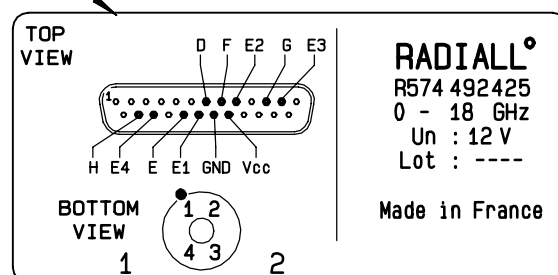 TOP
VIEW
D F E2 G E3
1
H E4 E E1 GND Vcc
BOTTOM
VIEW
1 2
4 3
1 2
RADIALL°
R574 492425
0 - 18 GHz
Un : 12 V
Lot : ----
Made in France